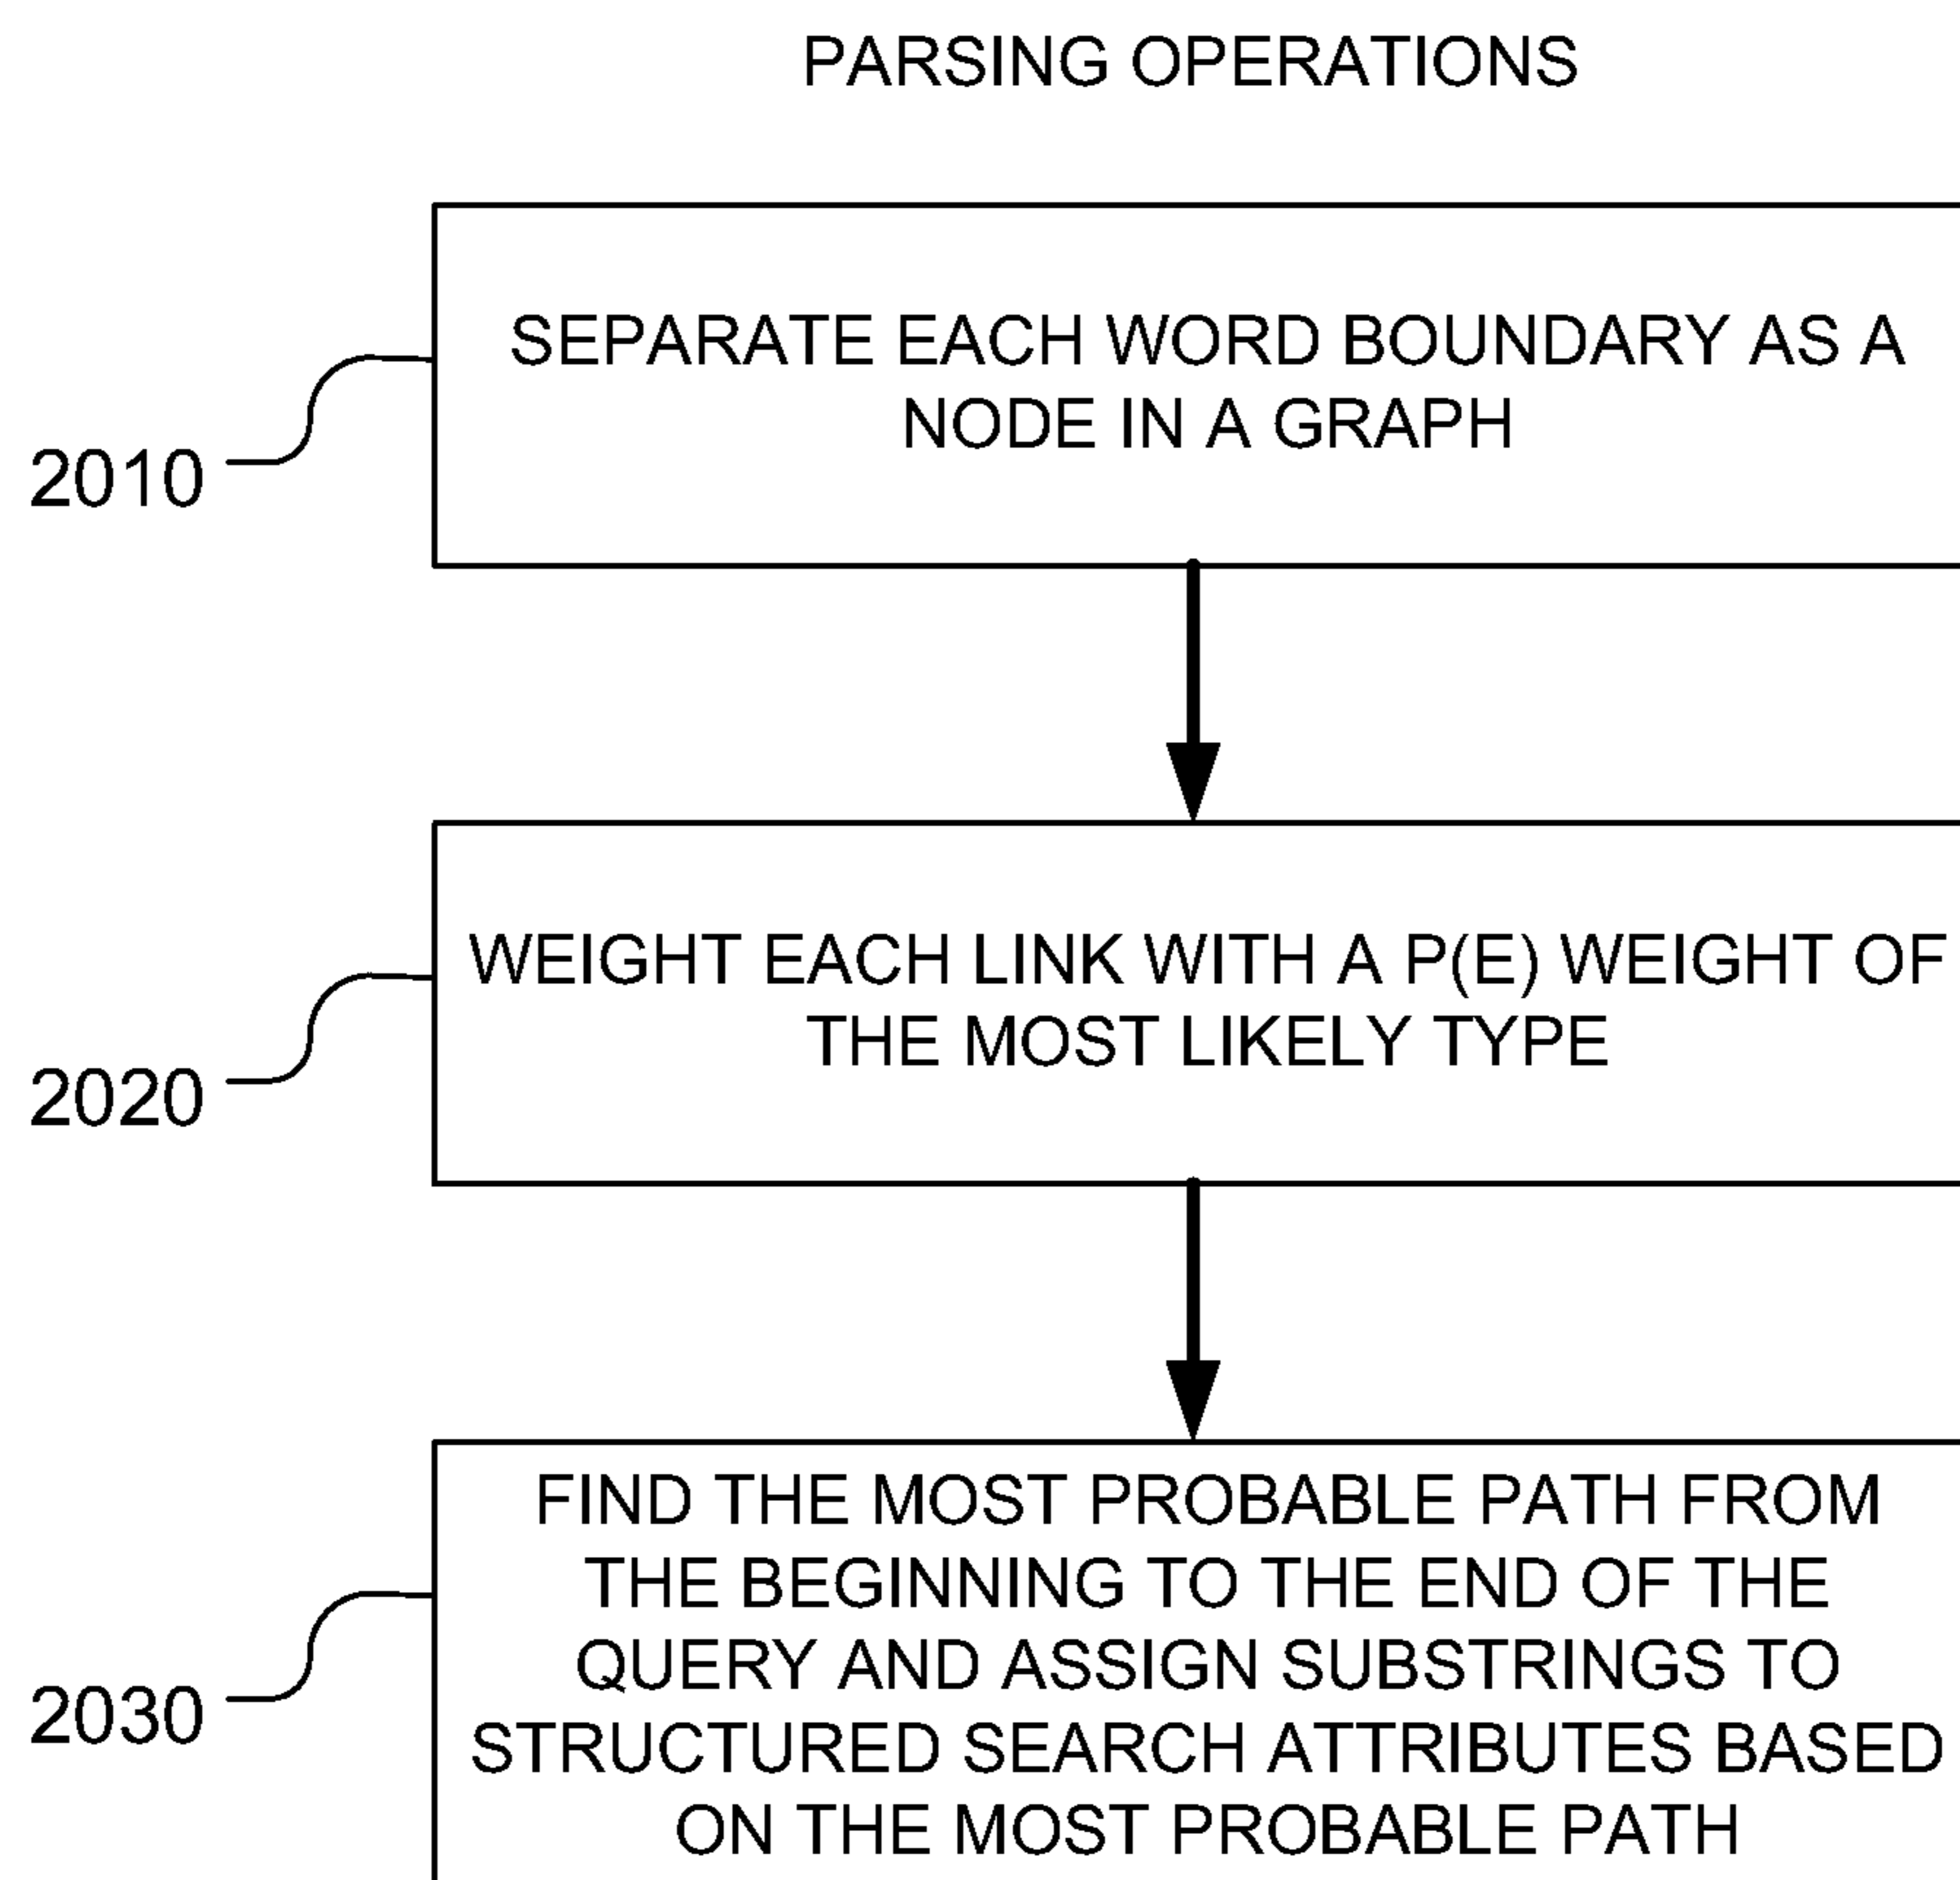 PARSING OPERATIONS
SEPARATE EACH WORD BOUNDARY AS A
NODE IN A GRAPH
2010
WEIGHT EACH LINK WITH A P(E) WEIGHT OF
THE MOST LIKELY TYPE
2020
FIND THE MOST PROBABLE PATH FROM
THE BEGINNING TO THE END OF THE
QUERY AND ASSIGN SUBSTRINGS TO
STRUCTURED SEARCH ATTRIBUTES BASED
ON THE MOST PROBABLE PATH
2030